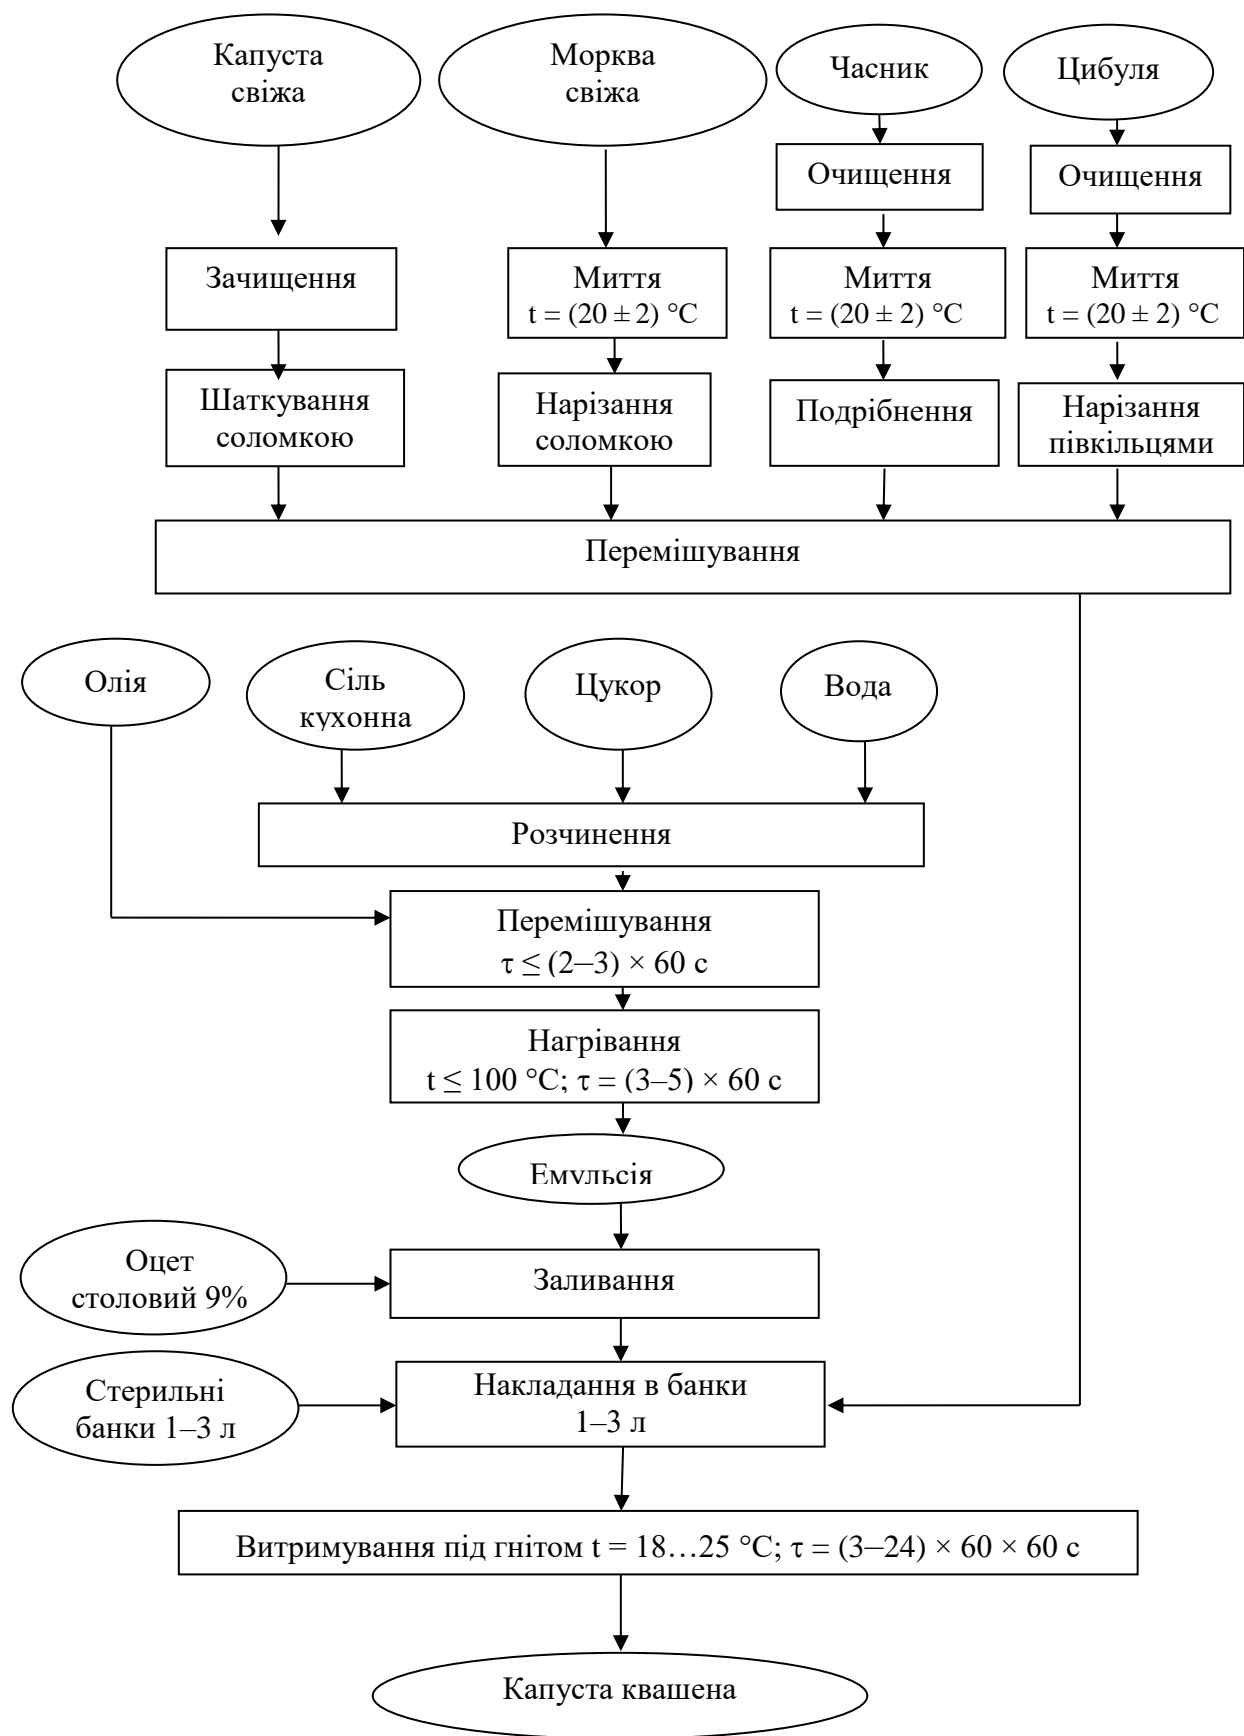 Капуста
свіжа
Морква
свіжа
Часник
Цибуля
Очищення
Очищення
Зачищення
Миття
t = (20 ± 2) °C
Миття
t = (20 ± 2) °C
Миття
t = (20 ± 2) °C
Шаткування
соломкою
Нарізання
соломкою
Подрібнення
Нарізання
півкільцями
Перемішування
Олія
Сіль
кухонна
Цукор
Вода
Розчинення
Перемішування
τ ≤ (2–3) × 60 с
Нагрівання
t ≤ 100 °C; τ = (3–5) × 60 с
Емульсія
Оцет
столовий 9%
Заливання
Стерильні
банки 1–3 л
Накладання в банки
1–3 л
Витримування під гнітом t = 18…25 °C; τ = (3–24) × 60 × 60 с
Капуста квашена